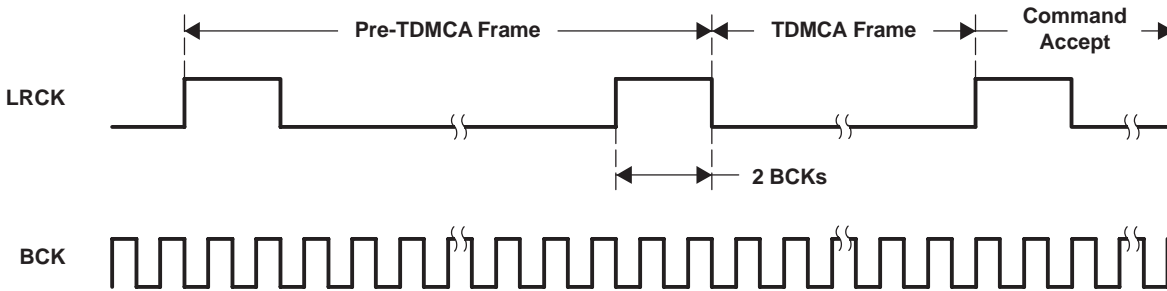 Pre-TDMCA Frame
TDMCA Frame
Command
Accept
LRCK
2 BCKs
BCK